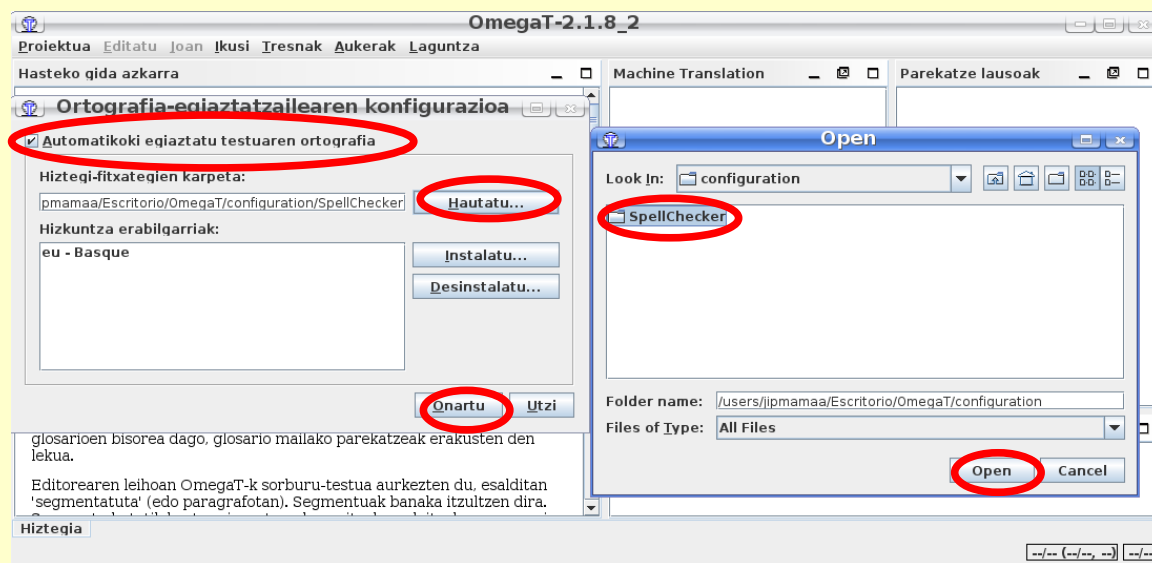 OmegaT-2.1.8_2
Proiektua Editatu Joan Ikusi Tresnak Aukerak Laguntza
Hasteko gida azkarra
Machine Translation
Parekatze lausoak
Ortografia-egiaztatzailearen konfigurazioa
Automatikoki egiaztatu testuaren ortografia
Hiztegi-fitxategien karpeta:
pmamaa/Escritorio/OmegaT/configuration/SpellChecker
Hautatu...
Hizkuntza erabilgarriak:
eu - Basque
Instalatu...
Desinstalatu...
Onartu
Utzi
Open
Look In:
configuration
SpellChecker
Folder name:
/users/jipmamaa/Escritorio/OmegaT/configuration
Files of Type:
All Files
Open
Cancel
glosarioen bisorea dago, glosario mailako parekatzeak erakusten den
lekua.
Editorearen leihoan OmegaT-k sorburu-testua aurkezten du, esalditan
'segmentatuta' (edo paragrafotan). Segmentuak banaka itzultzen dira.
Hiztegia
--/-- (--/--, --)
--/--